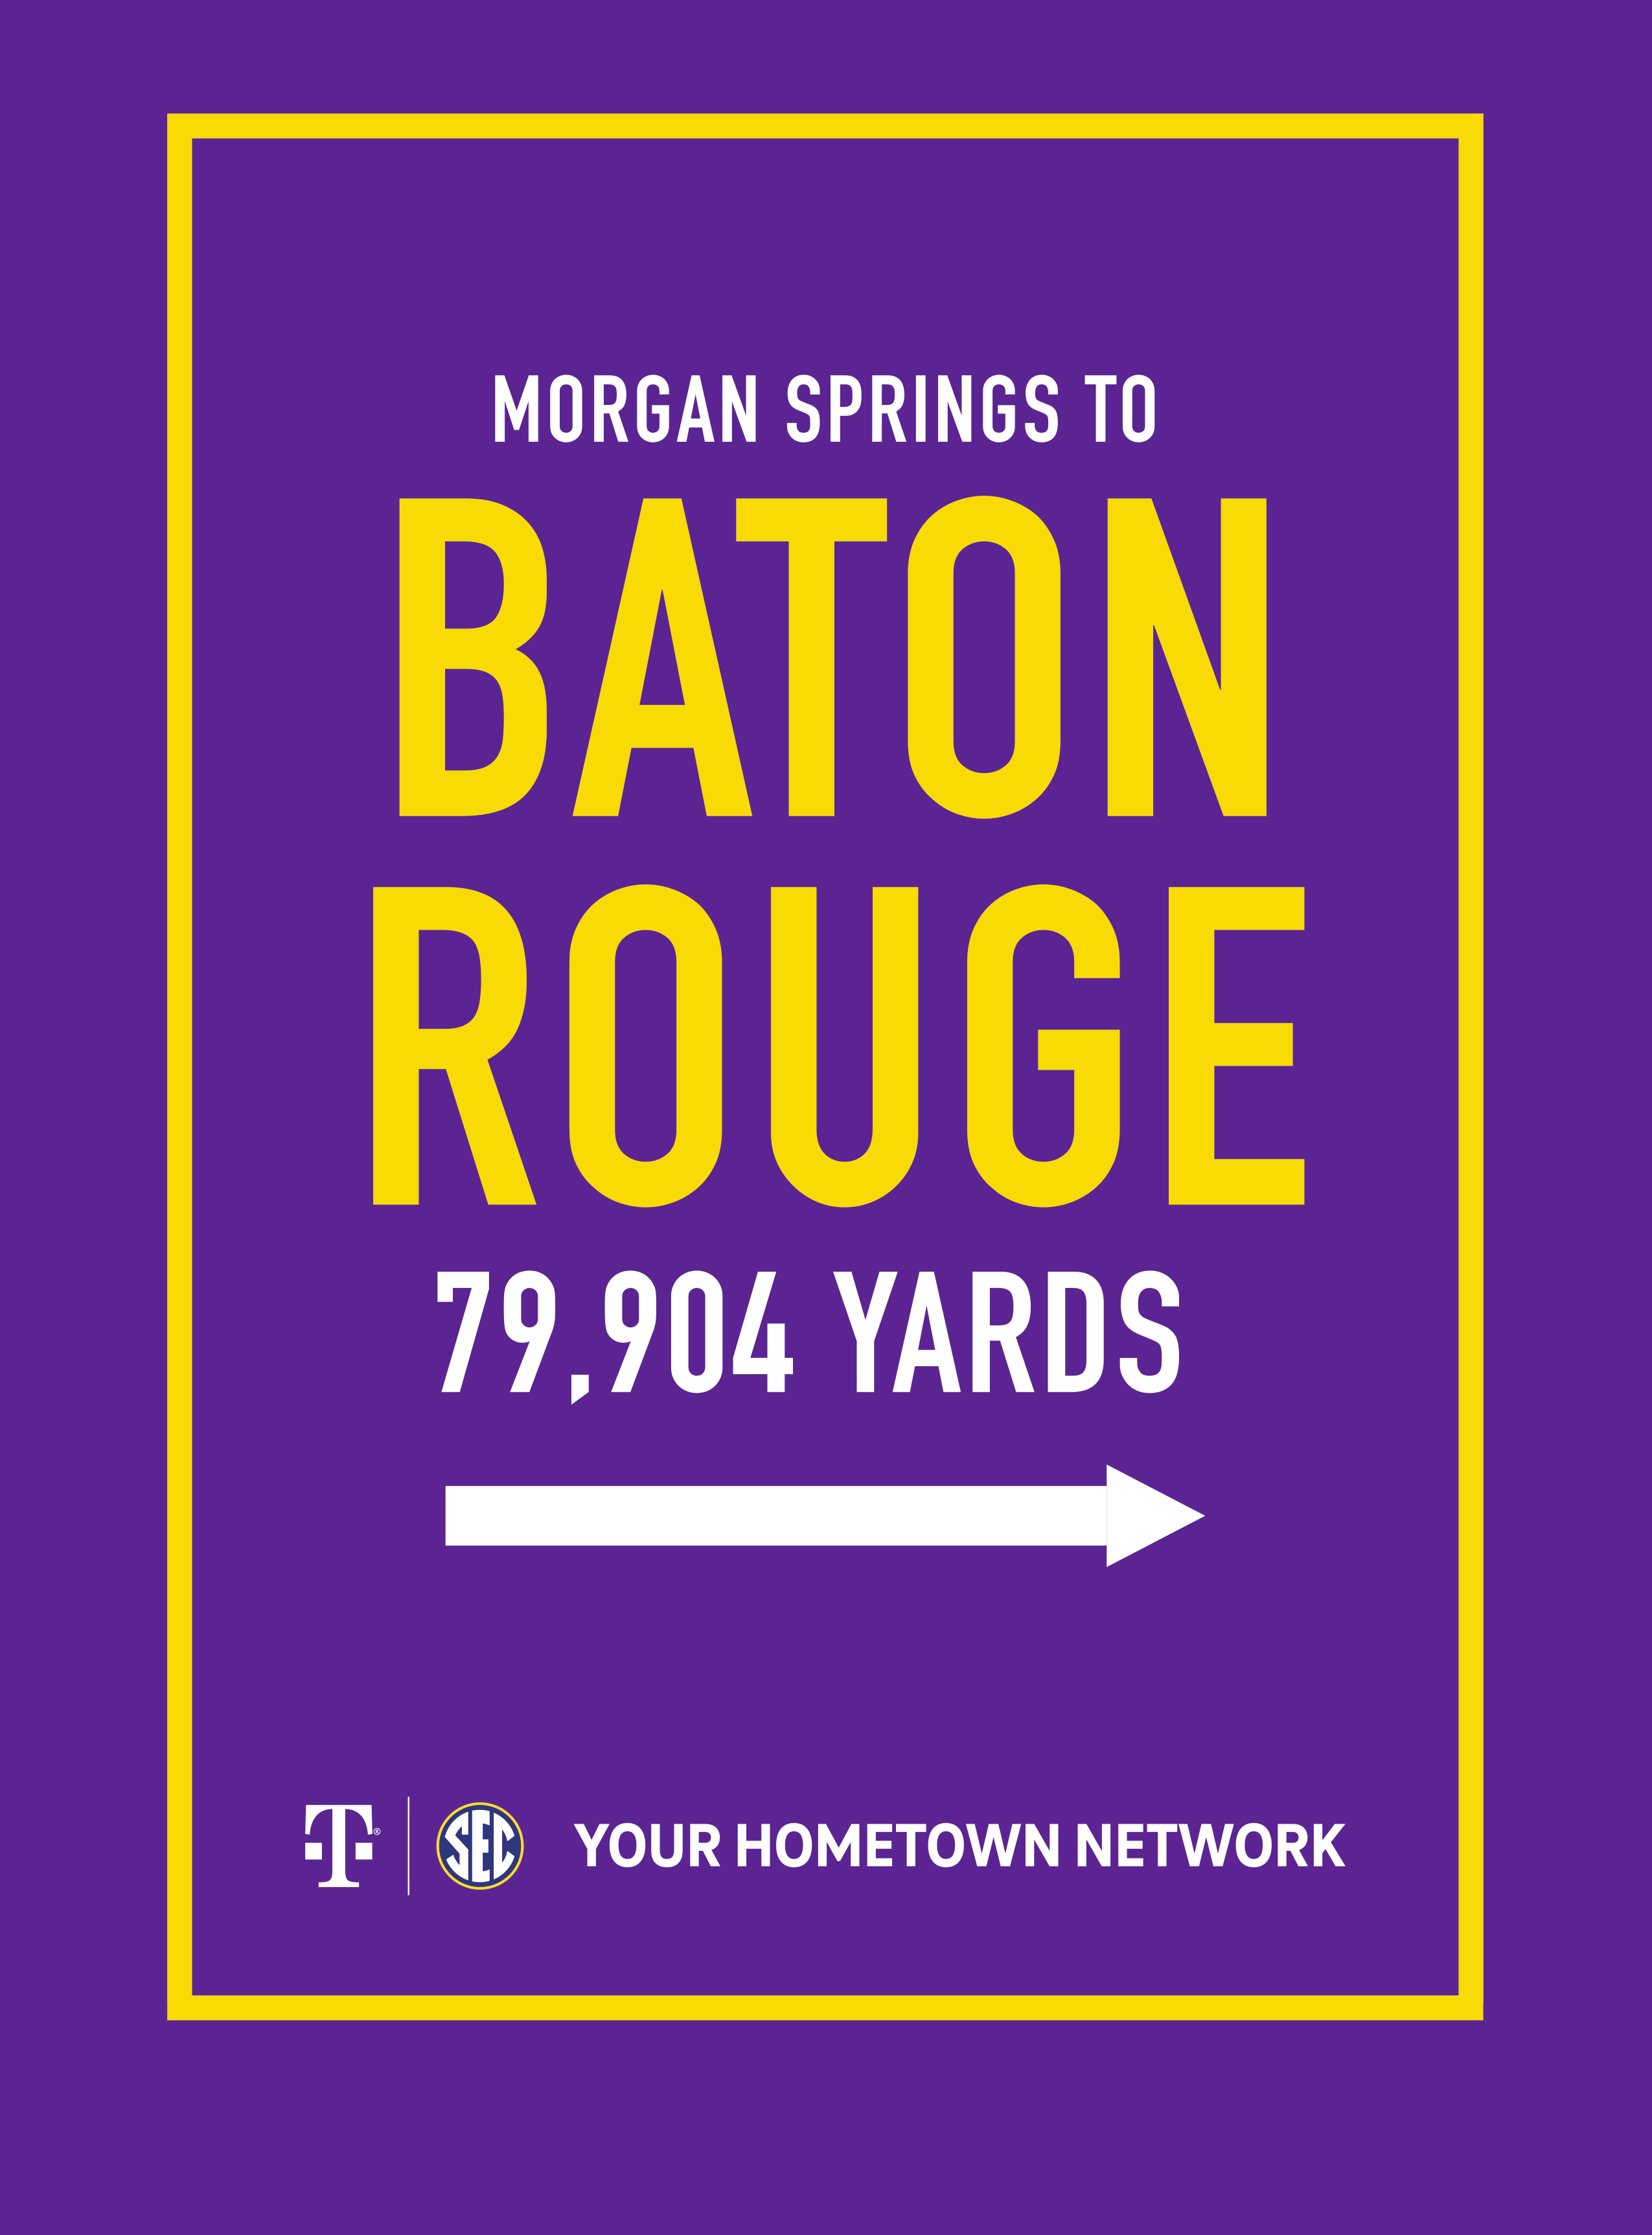 MORGAN SPRINGS TO
BATON
ROUGE
79,904 YARDS
T® SEC YOUR HOMETOWN NETWORK